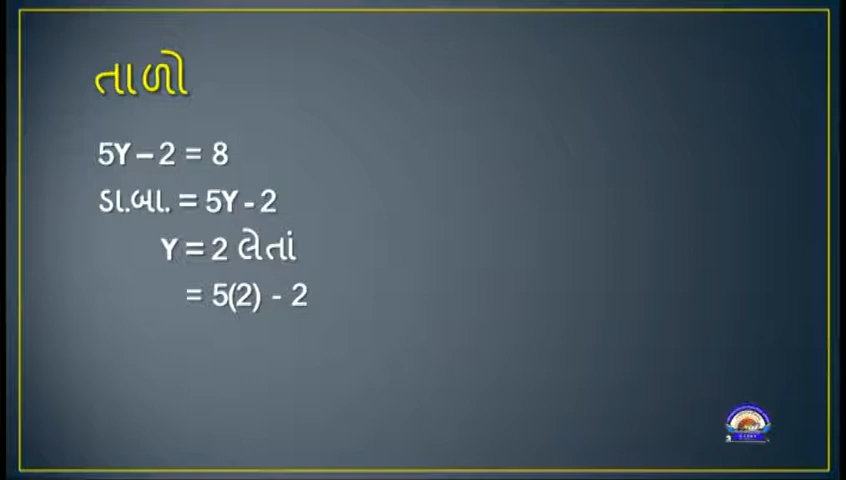 તાળો
5Y – 2 = 8
ડા.બા. = 5Y - 2
Y = 2 લેતાં
= 5(2) - 2